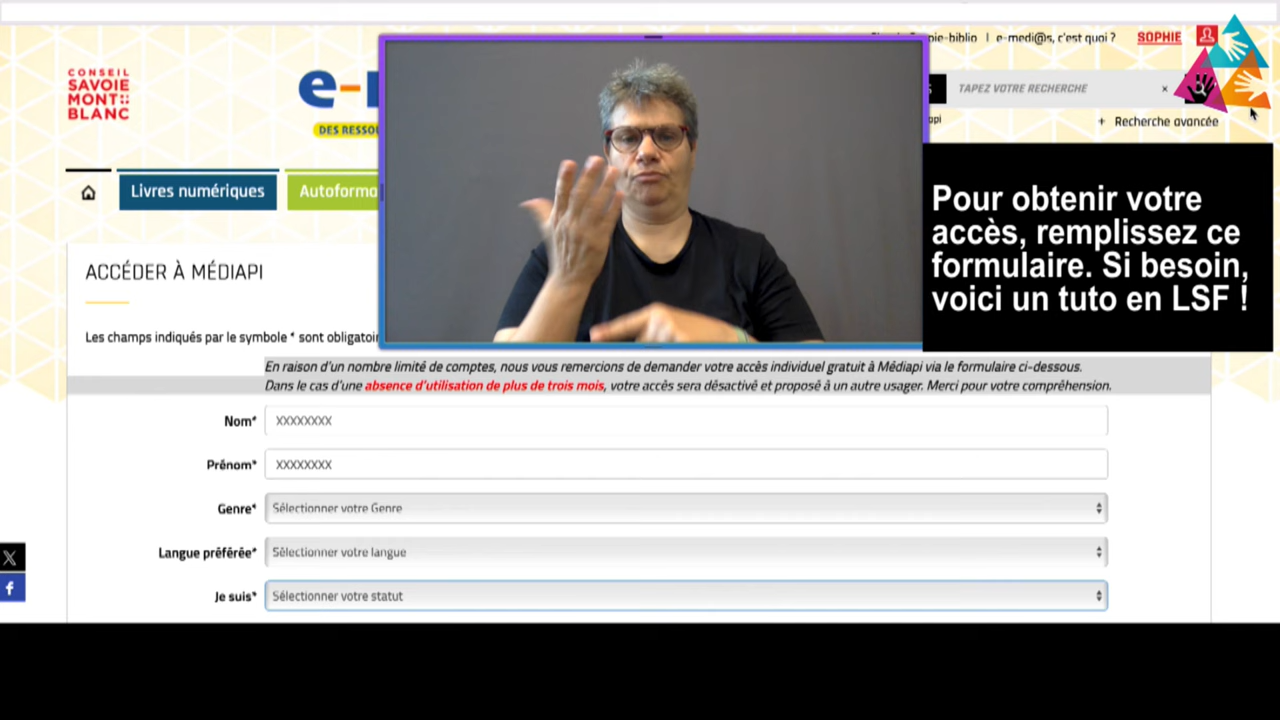 e-medi@s, c'est quoi ?
SOPHIE
CONSEIL
SAVOIE
MONT
BLANC
TAPEZ VOTRE RECHERCHE
×
+ Recherche avancée
Livres numériques
ACCÉDER À MÉDIAPI
Pour obtenir votre
accès, remplissez ce
formulaire. Si besoin,
voici un tuto en LSF !
Les champs indiqués par le symbole * sont
En raison d'un nombre limité de comptes, nous vous remercions de demander votre accès individuel gratuit à Médiapi via le formulaire ci-dessous.
Dans le cas d'une absence d'utilisation de plus de trois mois, votre accès sera désactivé et proposé à un autre usager. Merci pour votre compréhension.
Nom* XXXXXXXX
Prénom* XXXXXXXX
Genre* Sélectionner votre Genre
Langue préférée* Sélectionner votre langue
Je suis* Sélectionner votre statut